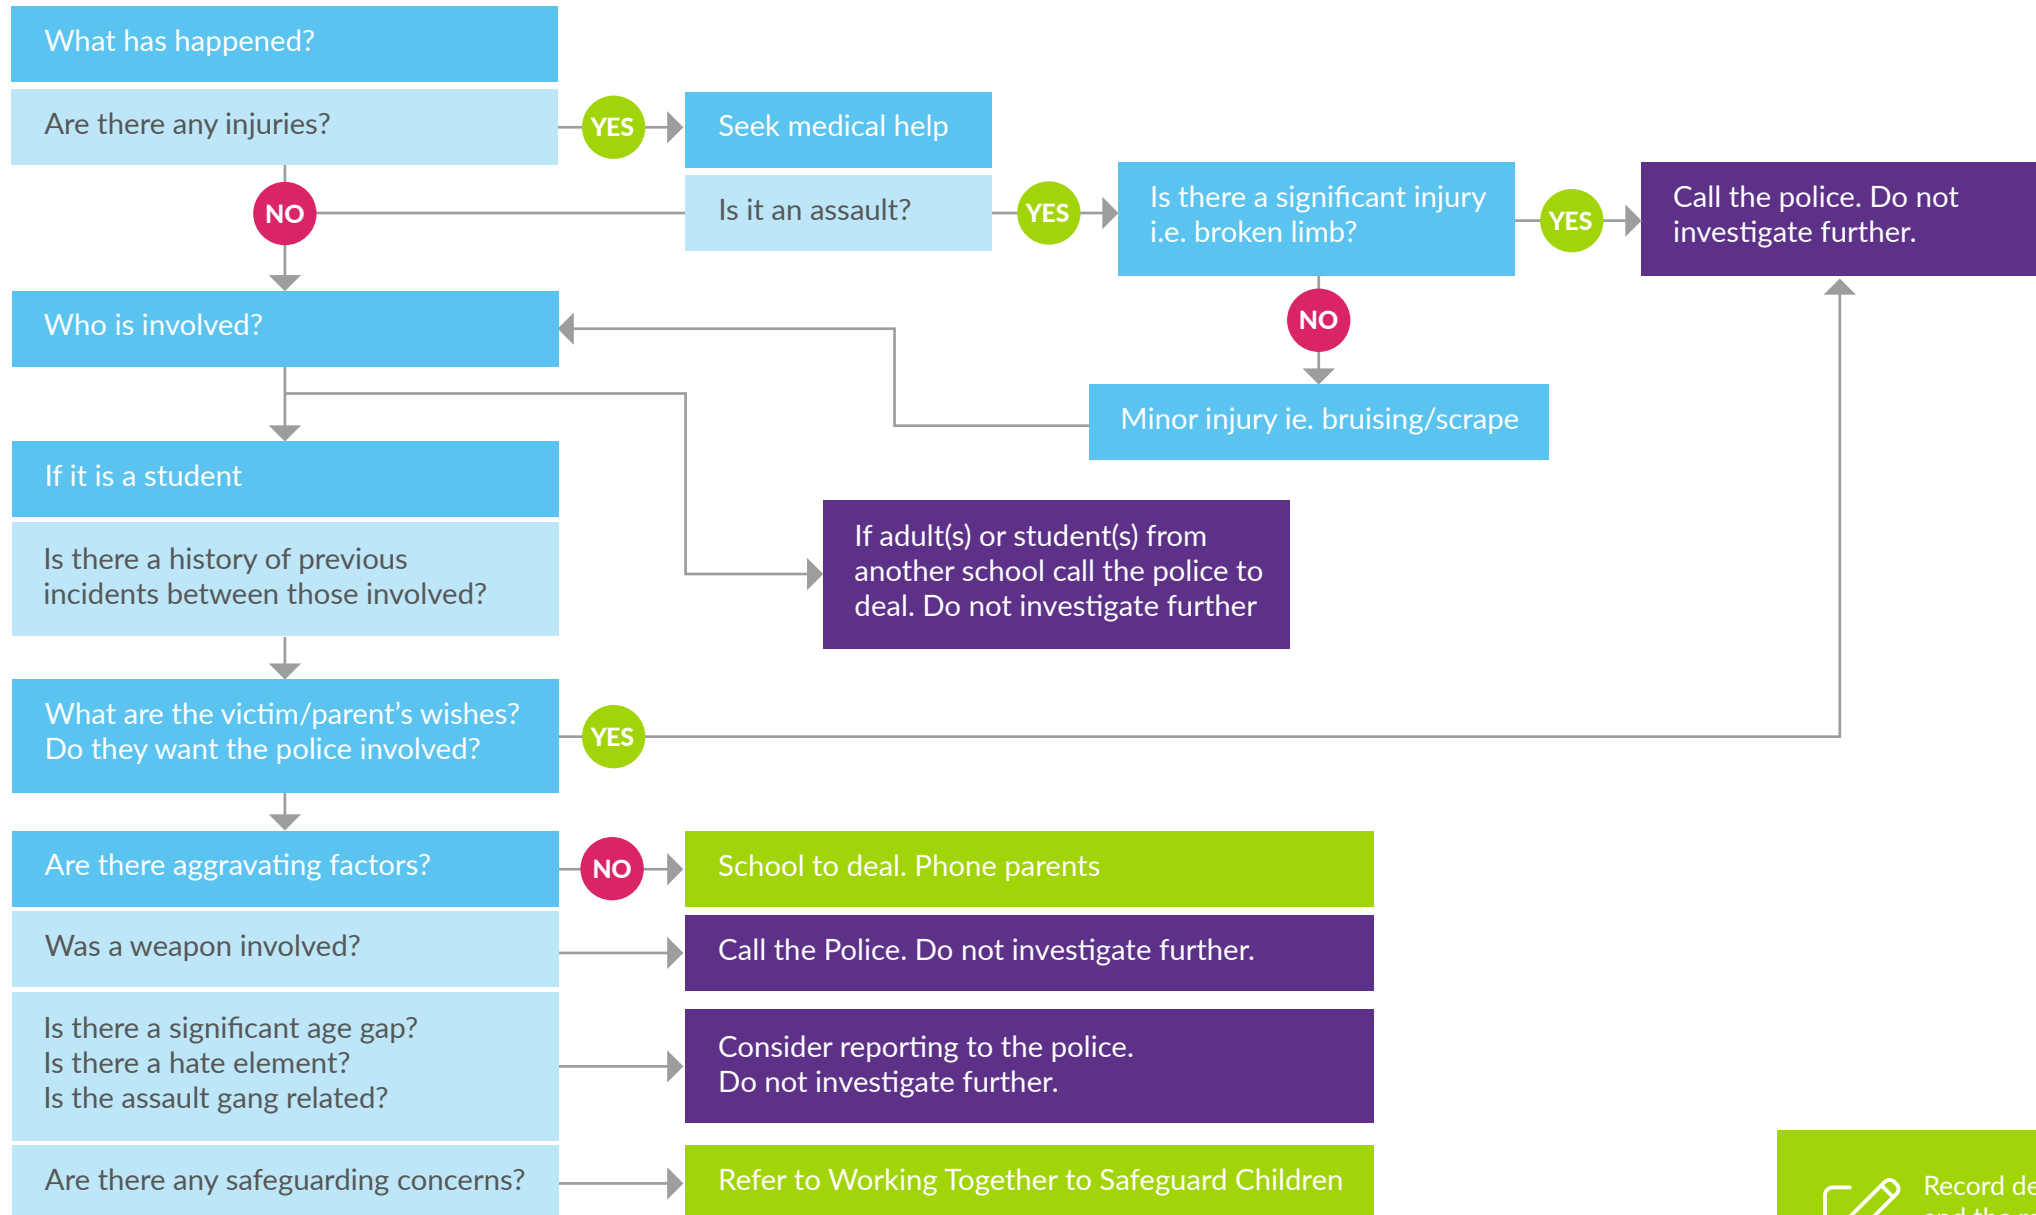 What has happened?
Are there any injuries?
YES
Seek medical help
Is it an assault?
YES
Is there a significant injury
i.e. broken limb?
YES
Call the police. Do not
investigate further.
NO
NO
Who is involved?
Minor injury ie. bruising/scrape
If it is a student
Is there a history of previous
incidents between those involved?
If adult(s) or student(s) from
another school call the police to
deal. Do not investigate further
What are the victim/parent's wishes?
Do they want the police involved?
YES
Are there aggravating factors?
NO
School to deal. Phone parents
Was a weapon involved?
Call the Police. Do not investigate further.
Is there a significant age gap?
Is there a hate element?
Is the assault gang related?
Consider reporting to the police.
Do not investigate further.
Are there any safeguarding concerns?
Refer to Working Together to Safeguard Children
Record
and the